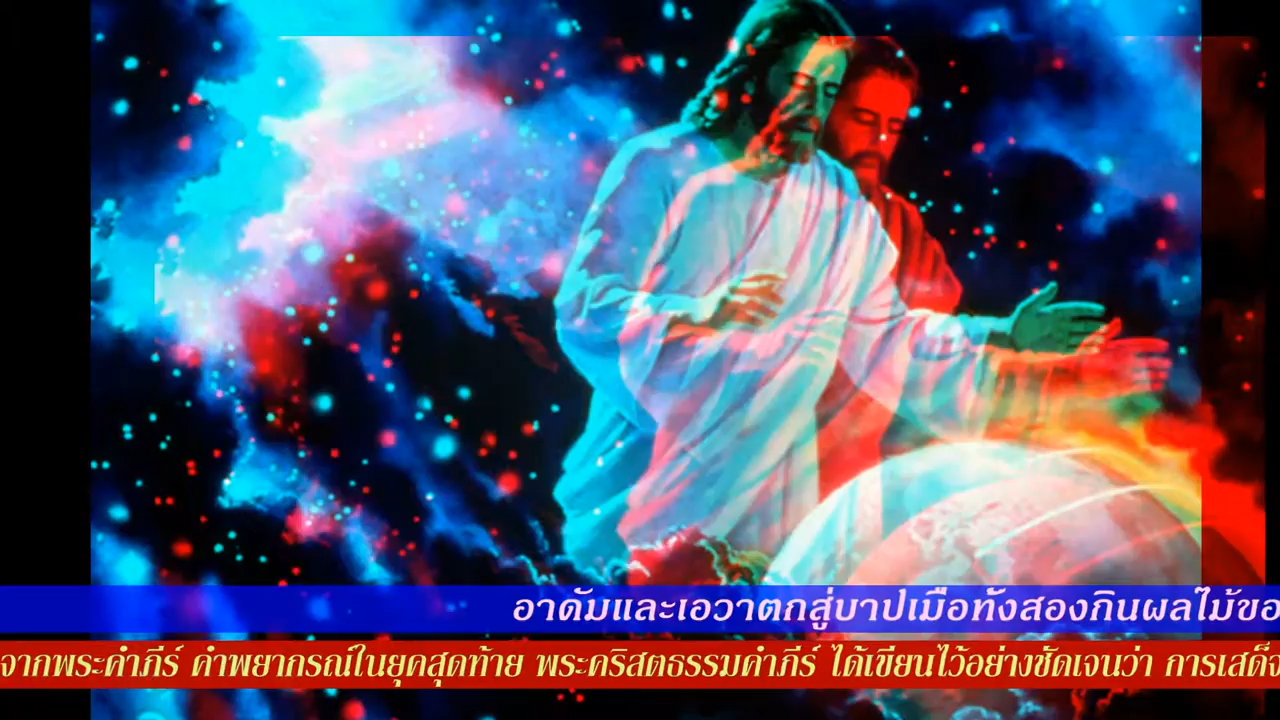 อาดัมและเอวาตกสู่บาปเมื่อทั้งสองกินผลไม้ขอ
จากพระคำภีร์ คำพยากรณ์ในยุคสุดท้าย พระคริสตธรรมคำภีร์ ได้เขียนไว้อย่างชัดเจนว่า การเสด็จ